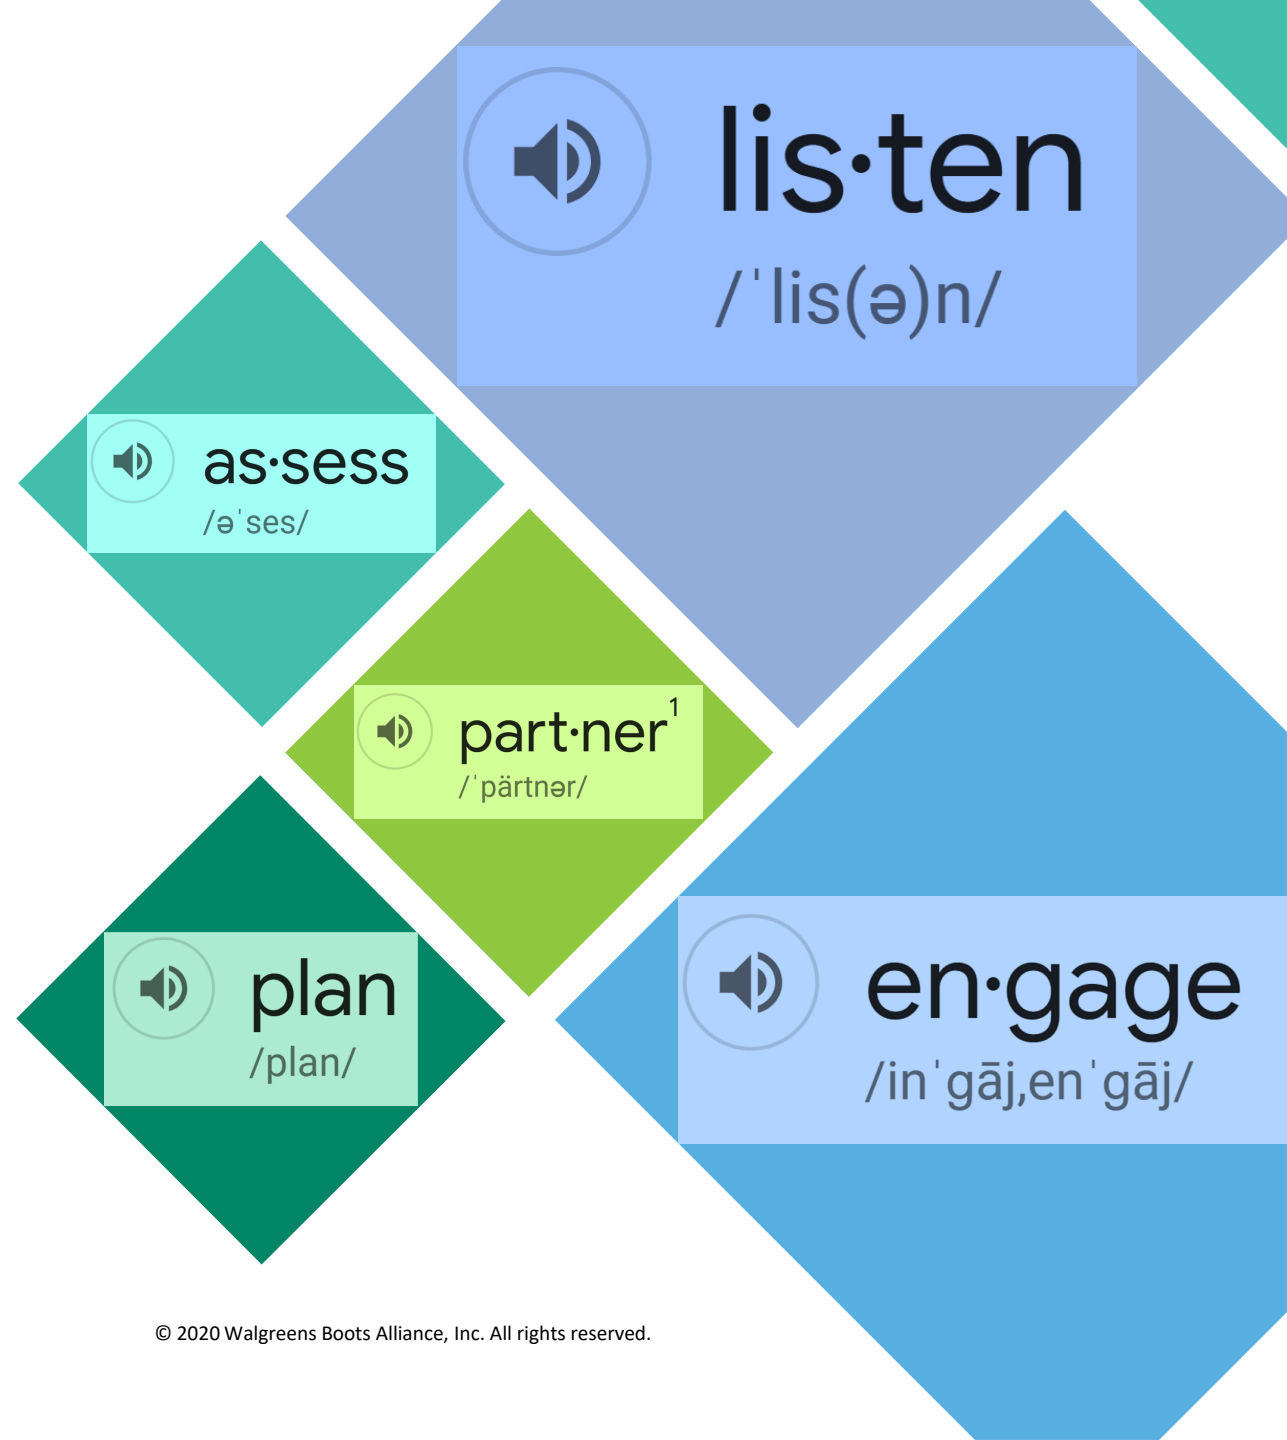 lis·ten
/ˈlis(ə)n/
as·sess
/əˈses/
part·ner¹
/ˈpärtnər/
plan
/plan/
en·gage
/inˈgāj,enˈgāj/
© 2020 Walgreens Boots Alliance, Inc. All rights reserved.